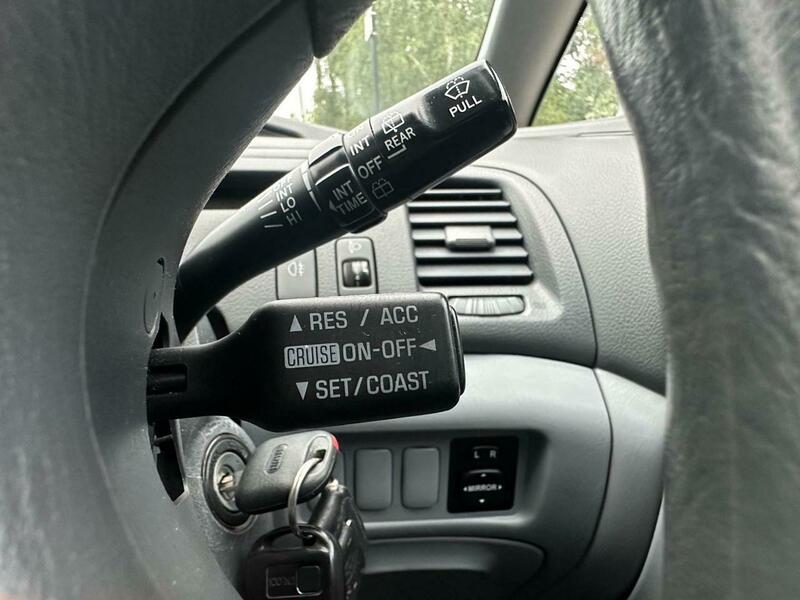 PULL
REAR
INT
OFF
INT
TIME
INT
LO
HI
▲ RES / ACC
CRUISE ON-OFF ◄
▼ SET/COAST
L R
◄MIRROR►